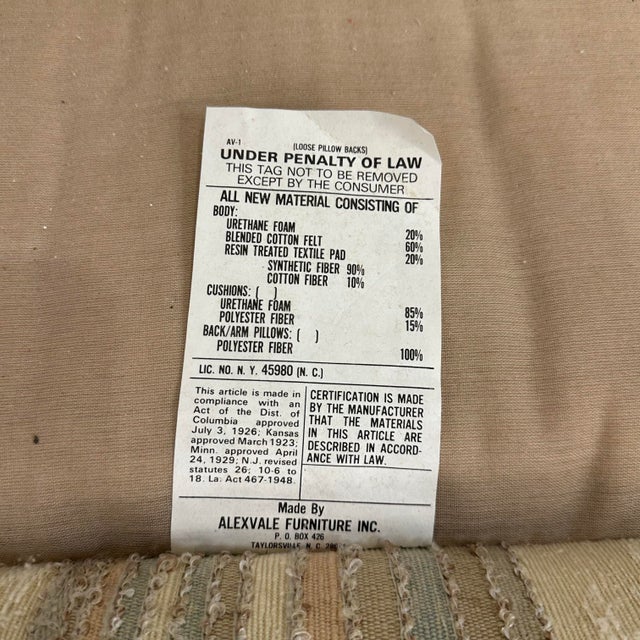 AV-1
(LOOSE PILLOW BACKS)
UNDER PENALTY OF LAW
THIS TAG NOT TO BE REMOVED
EXCEPT BY THE CONSUMER
ALL NEW MATERIAL CONSISTING OF
BODY:
URETHANE FOAM 20%
BLENDED COTTON FELT 60%
RESIN TREATED TEXTILE PAD 20%
SYNTHETIC FIBER 90%
COTTON FIBER 10%
CUSHIONS: ( )
URETHANE FOAM 85%
POLYESTER FIBER 15%
BACK/ARM PILLOWS: ( )
POLYESTER FIBER 100%
LIC. NO. N. Y. 45980 (N. C.)
This article is made in
compliance with an
Act of the Dist. of
Columbia approved
July 3, 1926; Kansas
approved March 1923;
Minn. approved April
24, 1929; N.J. revised
statutes 26; 10-6 to
18. La. Act 467-1948.
CERTIFICATION IS MADE
BY THE MANUFACTURER
THAT THE MATERIALS
IN THIS ARTICLE ARE
DESCRIBED IN ACCORD-
ANCE WITH LAW.
Made By
ALEXVALE FURNITURE INC.
P. O. BOX 426
TAYLORSVILLE N. C.